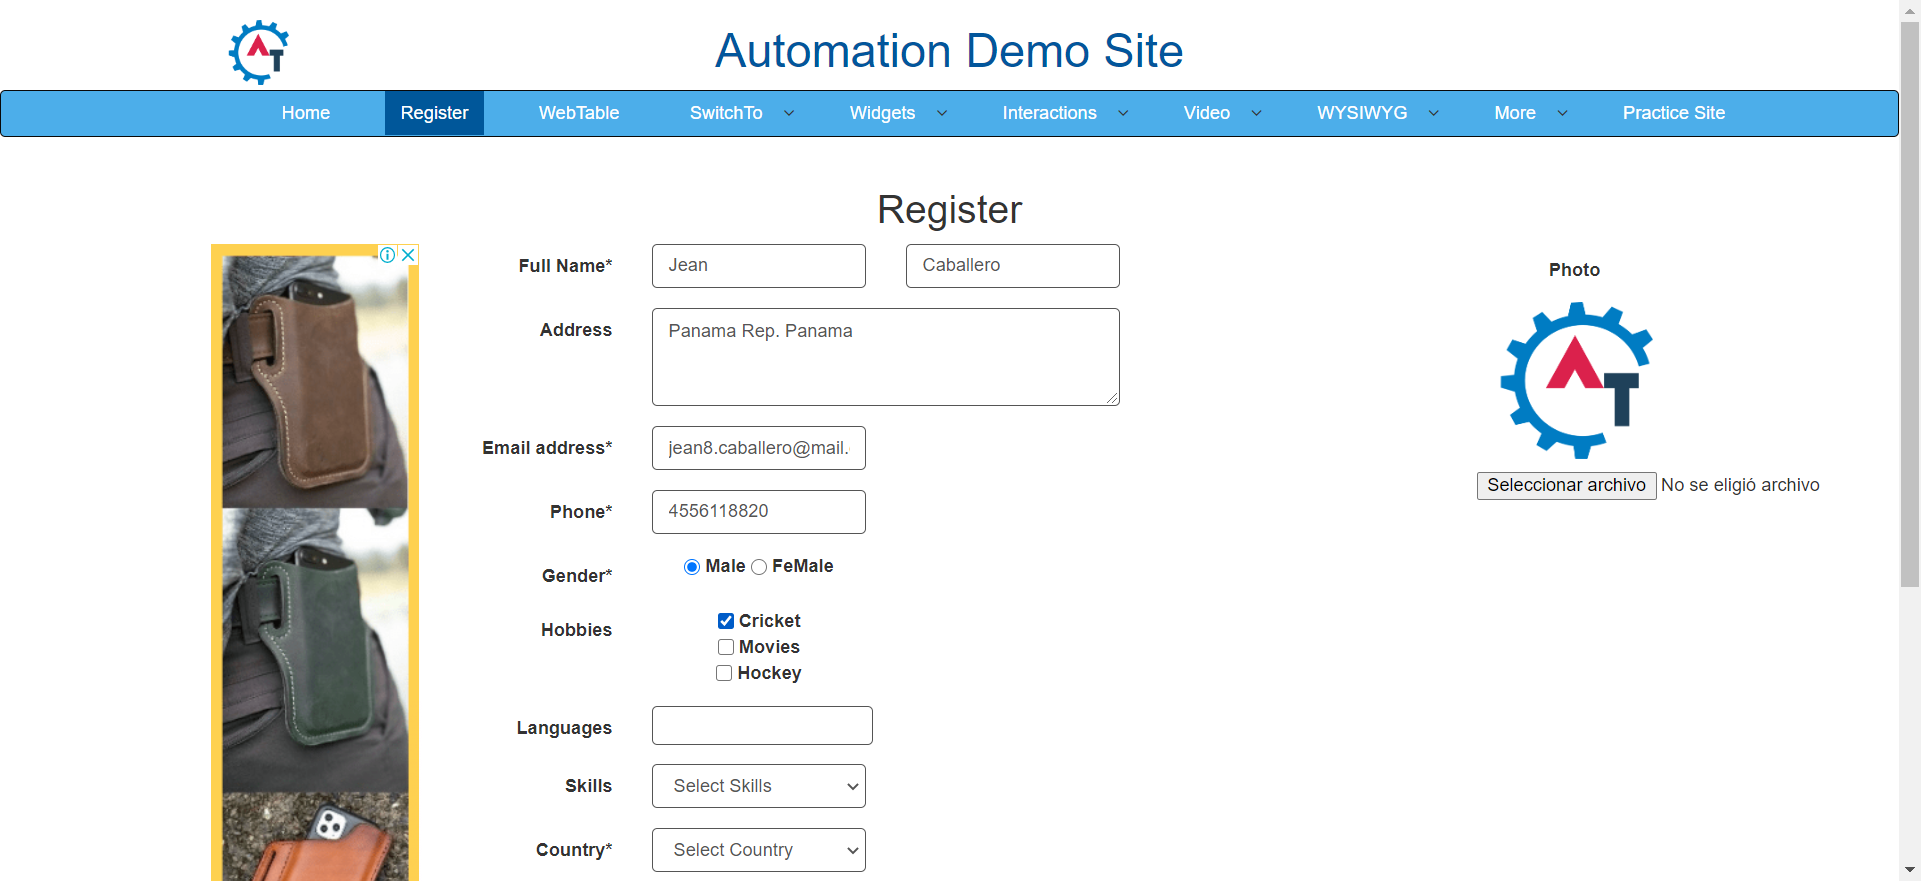 AT
Automation Demo Site
Home Register WebTable SwitchTo Widgets Interactions Video WYSIWYG More Practice Site
Register
Full Name* Jean Caballero
Photo
Address Panama Rep. Panama
AT
Email address* jean8.caballero@mail.
Seleccionar archivo No se eligió archivo
Phone* 4556118820
Gender* Male FeMale
Hobbies Cricket
Movies
Hockey
Languages
Skills Select Skills
Country* Select Country